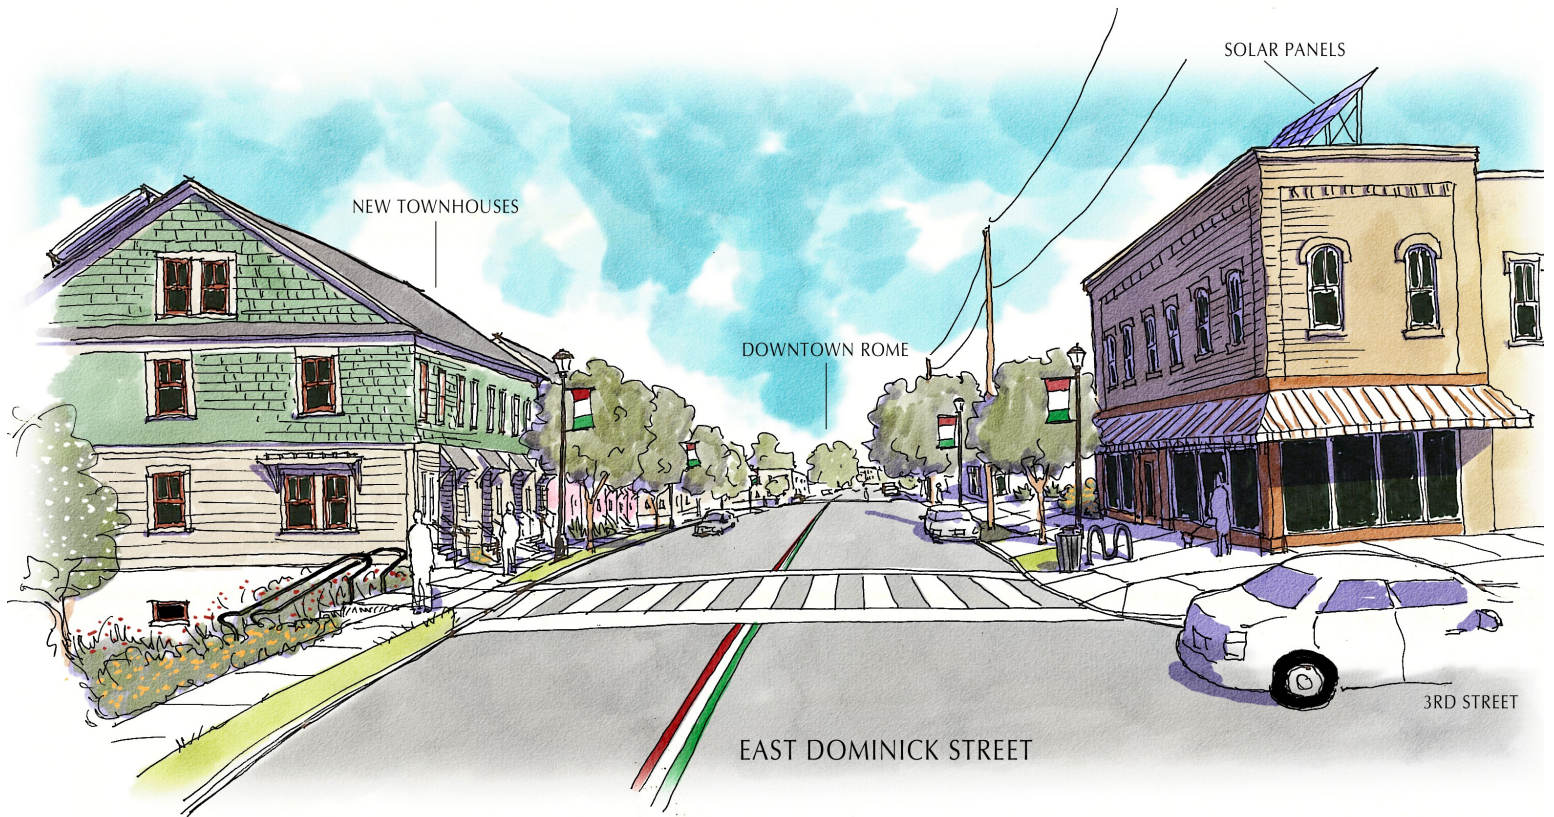 SOLAR PANELS
NEW TOWNHOUSES
DOWNTOWN ROME
3RD STREET
EAST DOMINICK STREET